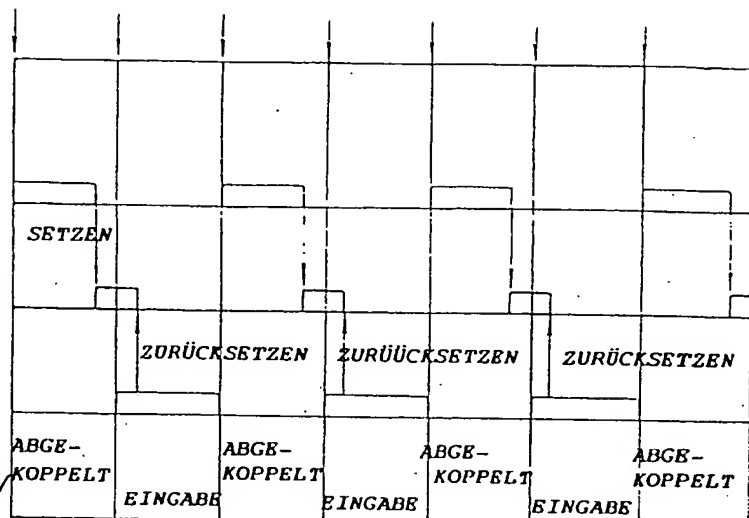 SETZEN
ZURÜCKSETZEN ZURÜÜCKSETZEN ZURÜCKSETZEN
ABGE- ABGE- ABGE- ABGE-
KOPPELT KOPPELT KOPPELT KOPPELT
EINGABE EINGABE EINGABE